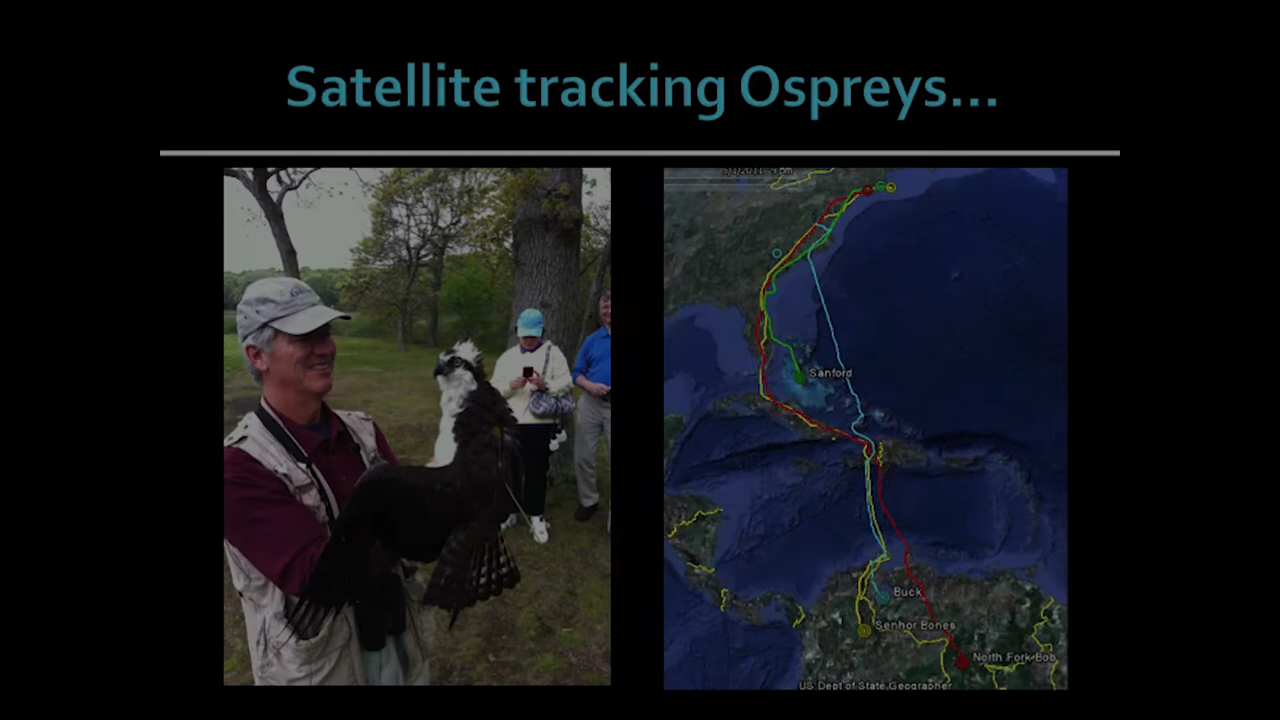 Satellite tracking Ospreys...
Sanford
Buck
Senhor Bones
North Fork Bob
US Dept of State Geographer